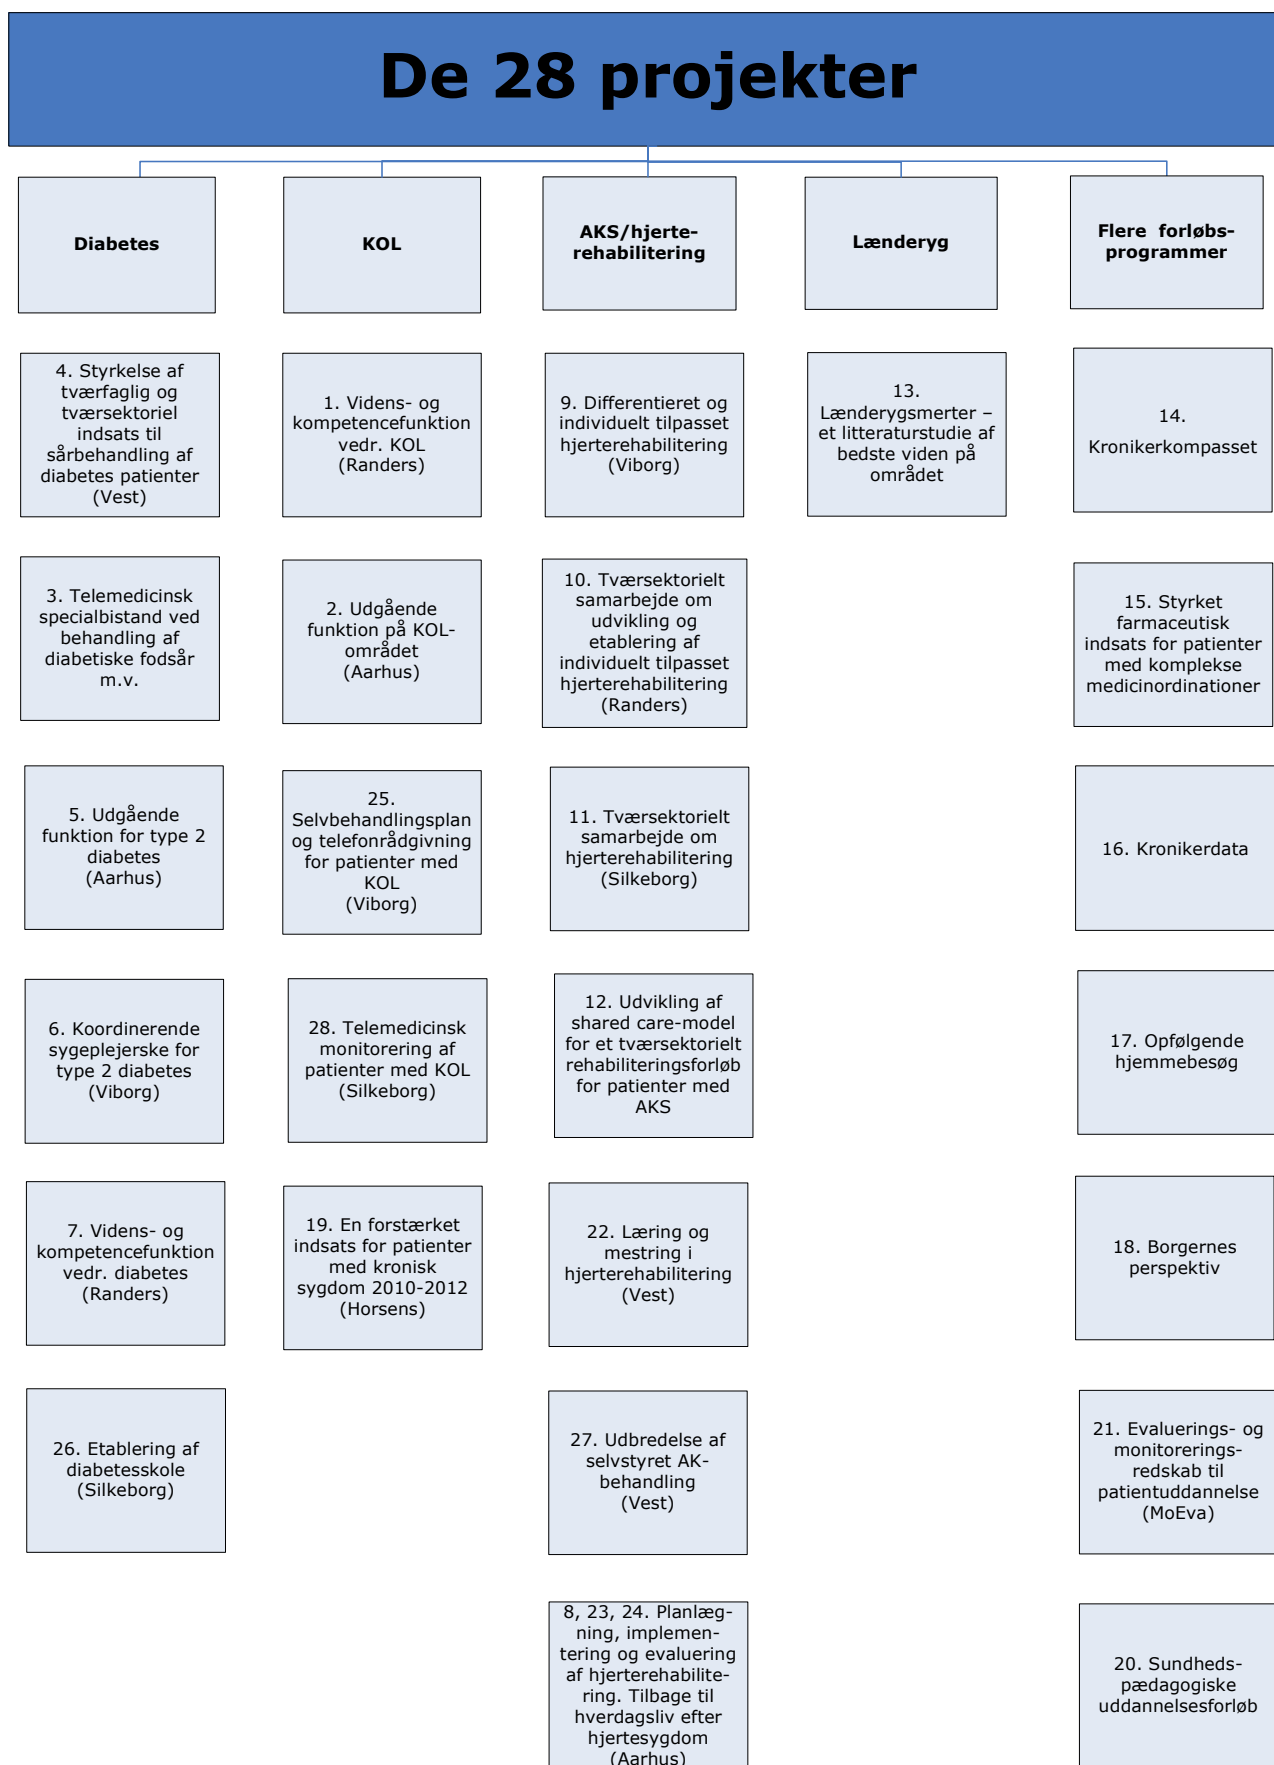 De 28 projekter
Diabetes
KOL
AKS/hjerte-
rehabilitering
Lænderyg
Flere forløbs-
programmer
4. Styrkelse af
tværfaglig og
tværsektoriel
indsats til
sårbehandling af
diabetes patienter
(Vest)
1. Videns- og
kompetencefunktion
vedr. KOL
(Randers)
9. Differentieret og
individuelt tilpasset
hjerterehabilitering
(Viborg)
13.
Lænderygsmerter –
et litteraturstudie af
bedste viden på
området
14.
Kronikerkompasset
3. Telemedicinsk
specialbistand ved
behandling af
diabetiske fodsår
m.v.
2. Udgående
funktion på KOL-
området
(Aarhus)
10. Tværsektorielt
samarbejde om
udvikling og
etablering af
individuelt tilpasset
hjerterehabilitering
(Randers)
15. Styrket
farmaceutisk
indsats for patienter
med komplekse
medicinordinationer
5. Udgående
funktion for type 2
diabetes
(Aarhus)
25.
Selvbehandlingsplan
og telefonrådgivning
for patienter med
KOL
(Viborg)
11. Tværsektorielt
samarbejde om
hjerterehabilitering
(Silkeborg)
16. Kronikerdata
6. Koordinerende
sygeplejerske for
type 2 diabetes
(Viborg)
28. Telemedicinsk
monitorering af
patienter med KOL
(Silkeborg)
12. Udvikling af
shared care-model
for et tværsektorielt
rehabiliteringsforløb
for patienter med
AKS
17. Opfølgende
hjemmebesøg
7. Videns- og
kompetencefunktion
vedr. diabetes
(Randers)
19. En forstærket
indsats for patienter
med kronisk
sygdom 2010-2012
(Horsens)
22. Læring og
mestring i
hjerterehabilitering
(Vest)
18. Borgernes
perspektiv
26. Etablering af
diabetesskole
(Silkeborg)
27. Udbredelse af
selvstyret AK-
behandling
(Vest)
21. Evaluerings- og
monitorerings-
redskab til
patientuddannelse
(MoEva)
8, 23, 24. Planlæg-
ning, implemen-
tering og evaluering
af hjerterehabilite-
ring. Tilbage til
hverdagsliv efter
hjertesygdom
(Aarhus)
20. Sundheds-
pædagogiske
uddannelsesforløb